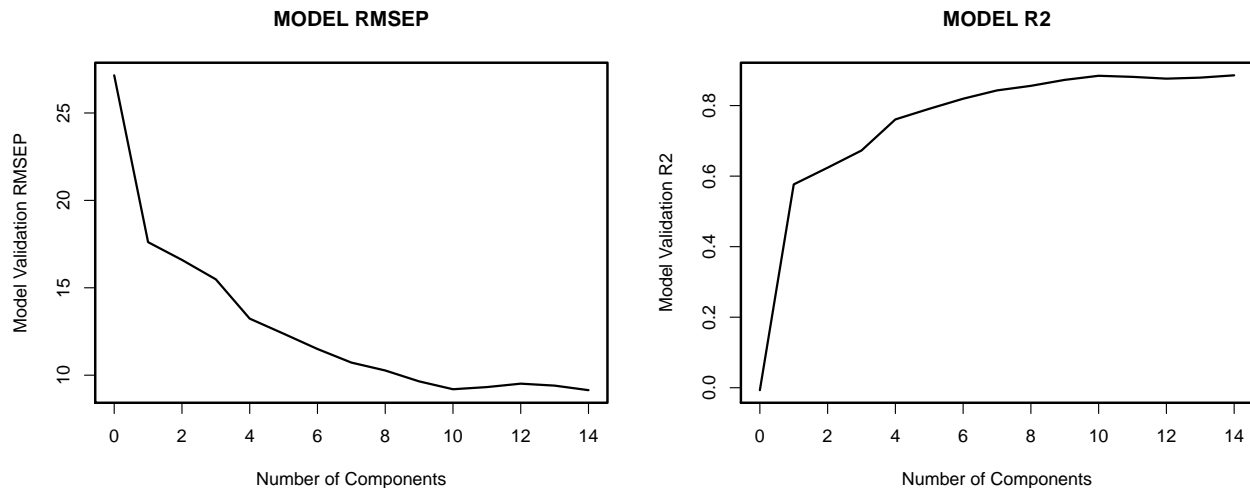 MODEL RMSEP
Model Validation RMSEP
25
20
15
10
0 2 4 6 8 10 12 14
Number of Components
MODEL R2
Model Validation R2
0.8
0.6
0.4
0.2
0.0
0 2 4 6 8 10 12 14
Number of Components